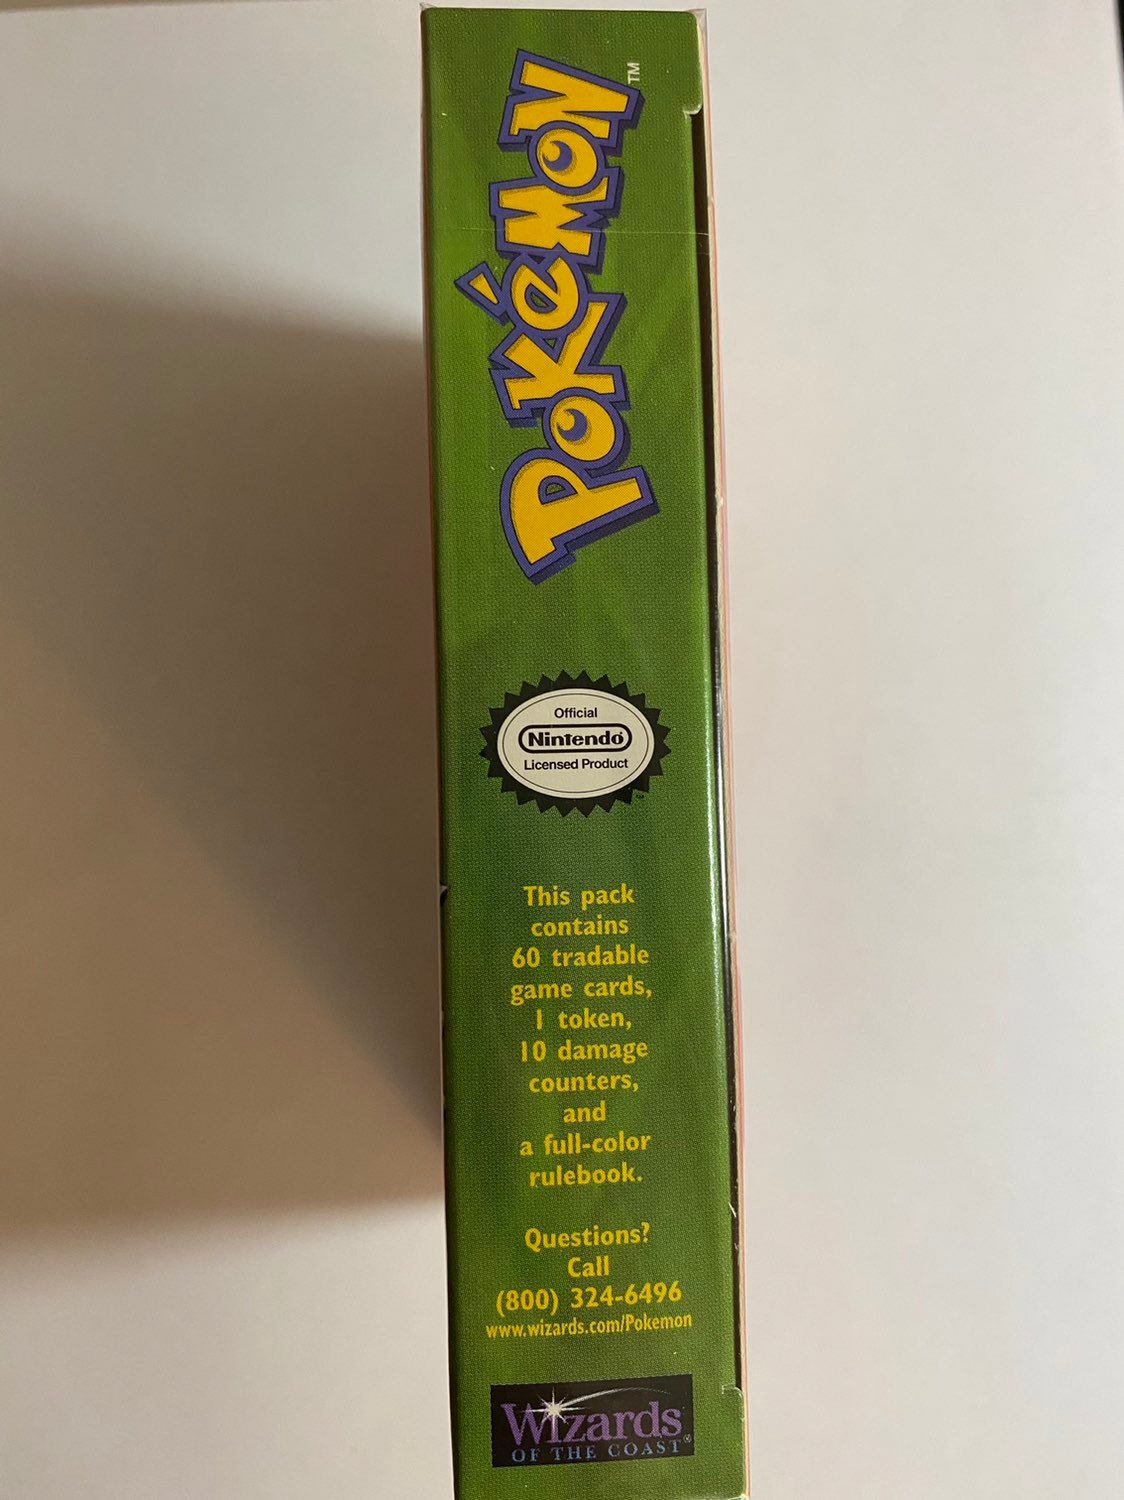 POKéMON™
Official
Nintendo®
Licensed Product
This pack
contains
60 tradable
game cards,
1 token,
10 damage
counters,
and
a full-color
rulebook.
Questions?
Call
(800) 324-6496
www.wizards.com/Pokemon
Wizards
OF THE COAST®